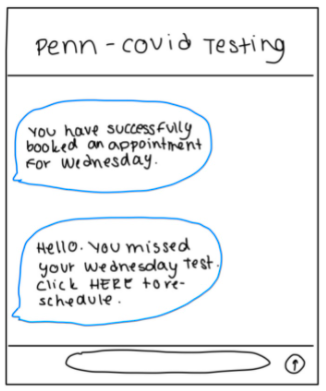 Penn-covid Testing
You have successfully
booked an appointment
for Wednesday.
Hello. You missed
your Wednesday test.
Click HERE to re-
schedule.